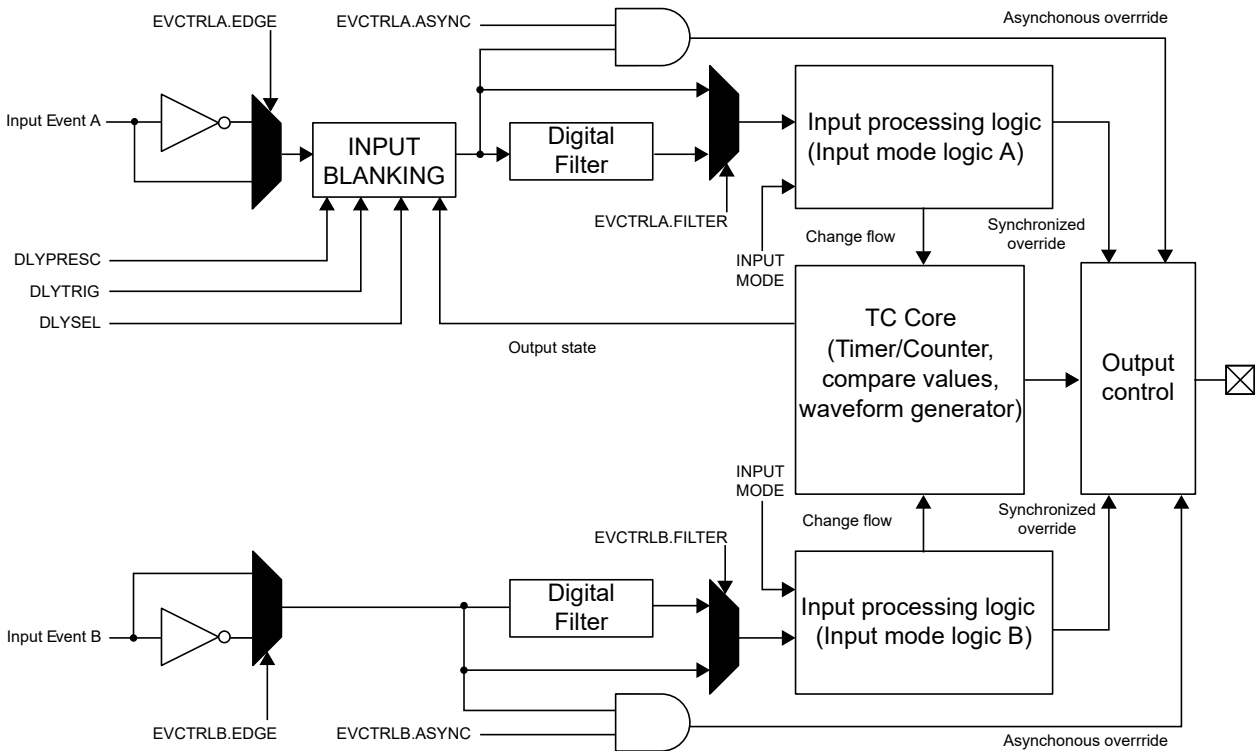 EVCTRLA.EDGE
EVCTRLA.ASYNC
Asynchonous overrride
Input Event A
INPUT
BLANKING
Digital
Filter
Input processing logic
(Input mode logic A)
EVCTRLA.FILTER
DLYPRESC
DLYTRIG
DLYSEL
INPUT
MODE
Change flow
Synchronized
override
Output state
TC Core
(Timer/Counter,
compare values,
waveform generator)
Output
control
INPUT
MODE
Change flow
Synchronized
override
EVCTRLB.FILTER
Input Event B
Digital
Filter
Input processing logic
(Input mode logic B)
EVCTRLB.EDGE
EVCTRLB.ASYNC
Asynchonous overrride